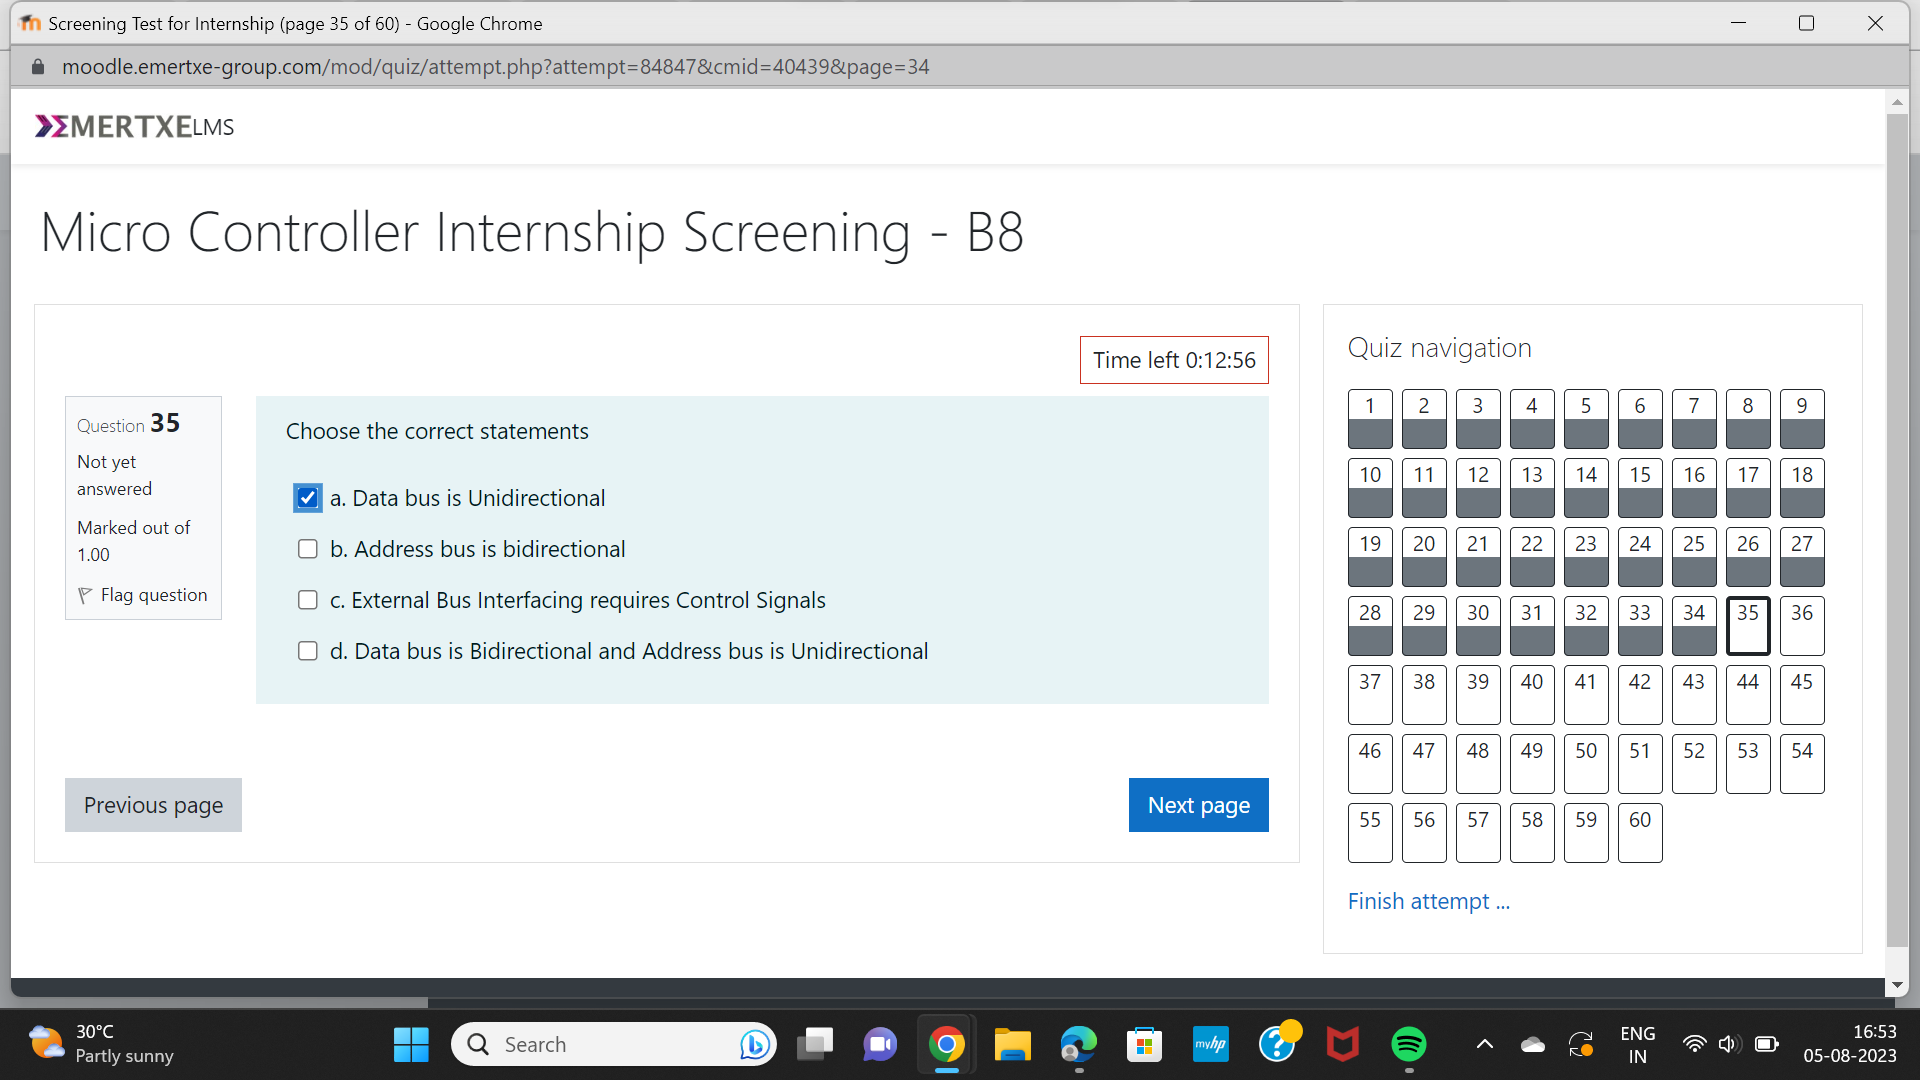 Screening Test for Internship (page 35 of 60) - Google Chrome
moodle.emertxe-group.com/mod/quiz/attempt.php?attempt=84847&cmid=40439&page=34
EMERTXE LMS
Micro Controller Internship Screening - B8
Time left 0:12:56
Question 35
Not yet
answered
Marked out of
1.00
Flag question
Choose the correct statements
a. Data bus is Unidirectional
b. Address bus is bidirectional
c. External Bus Interfacing requires Control Signals
d. Data bus is Bidirectional and Address bus is Unidirectional
Previous page
Next page
Quiz navigation
1 2 3 4 5 6 7 8 9
10 11 12 13 14 15 16 17 18
19 20 21 22 23 24 25 26 27
28 29 30 31 32 33 34 35 36
37 38 39 40 41 42 43 44 45
46 47 48 49 50 51 52 53 54
55 56 57 58 59 60
Finish attempt ...
30°C
Partly sunny
Search
myhp
ENG
IN
16:53
05-08-2023